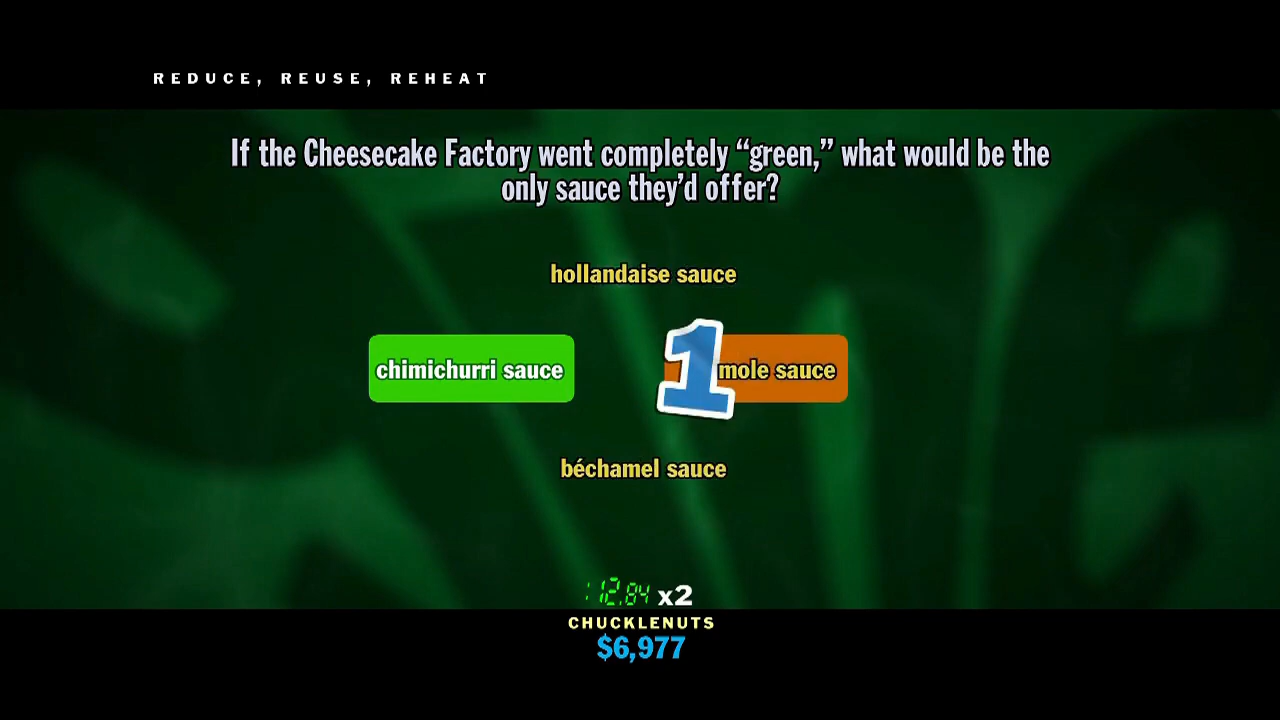 REDUCE, REUSE, REHEAT
If the Cheesecake Factory went completely “green,” what would be the
only sauce they’d offer?
hollandaise sauce
chimichurri sauce
1
mole sauce
béchamel sauce
:12.84 x2
CHUCKLENUTS
$6,977